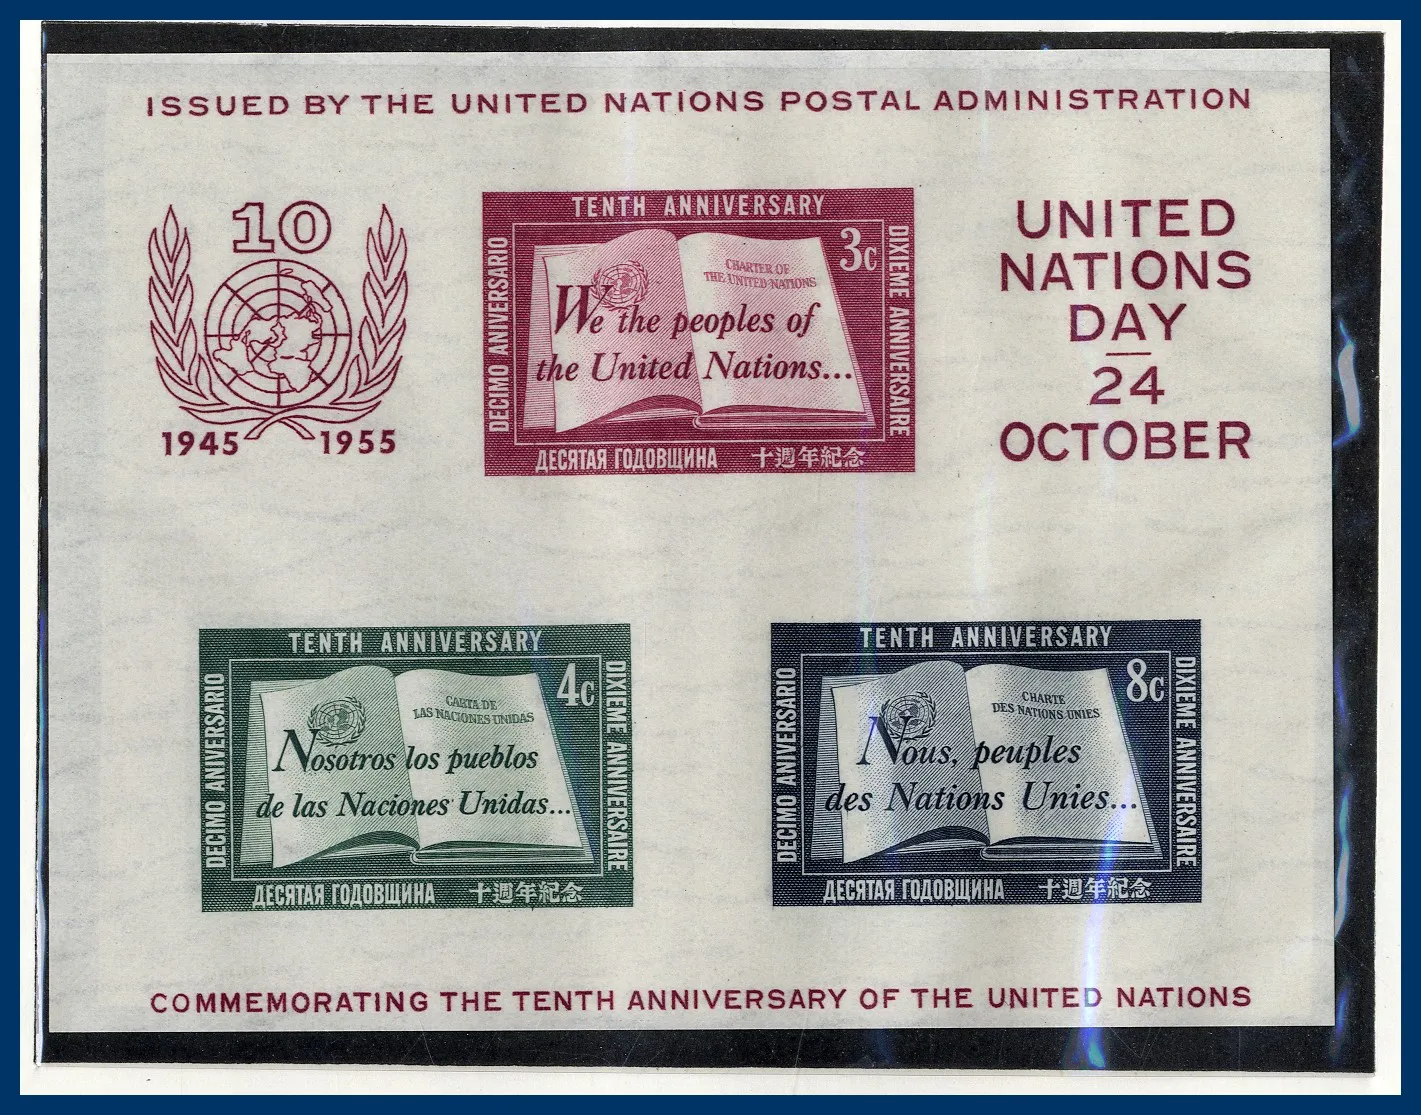 ISSUED BY THE UNITED NATIONS POSTAL ADMINISTRATION
10
1945 1955
TENTH ANNIVERSARY
DECIMO ANIVERSARIO
3c
CHARTER OF
THE UNITED NATIONS
We the peoples of
the United Nations...
DIXIEME ANNIVERSAIRE
ДЕСЯТАЯ ГОДОВЩИНА 十週年紀念
UNITED
NATIONS
DAY
24
OCTOBER
TENTH ANNIVERSARY
DECIMO ANIVERSARIO
4c
CARTA DE
LAS NACIONES UNIDAS
Nosotros los pueblos
de las Naciones Unidas...
DIXIEME ANNIVERSAIRE
ДЕСЯТАЯ ГОДОВЩИНА 十週年紀念
TENTH ANNIVERSARY
DECIMO ANIVERSARIO
8c
CHARTE
DES NATIONS UNIES
Nous, peuples
des Nations Unies...
DIXIEME ANNIVERSAIRE
ДЕСЯТАЯ ГОДОВЩИНА 十週年紀念
COMMEMORATING THE TENTH ANNIVERSARY OF THE UNITED NATIONS